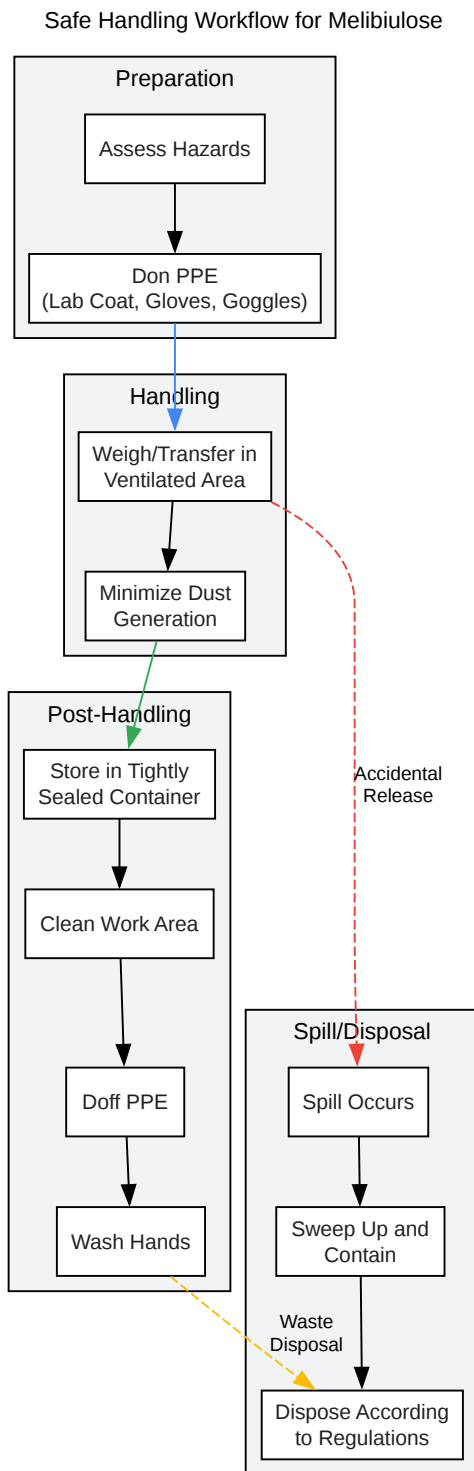 Safe Handling Workflow for Melibiulose
Preparation
Assess Hazards
Don PPE
(Lab Coat, Gloves, Goggles)
Handling
Weigh/Transfer in
Ventilated Area
Minimize Dust
Generation
Post-Handling
Store in Tightly
Sealed Container
Accidental
Release
Clean Work Area
Spill/Disposal
Doff PPE
Spill Occurs
Wash Hands
Sweep Up and
Contain
Waste
Disposal
Dispose According
to Regulations